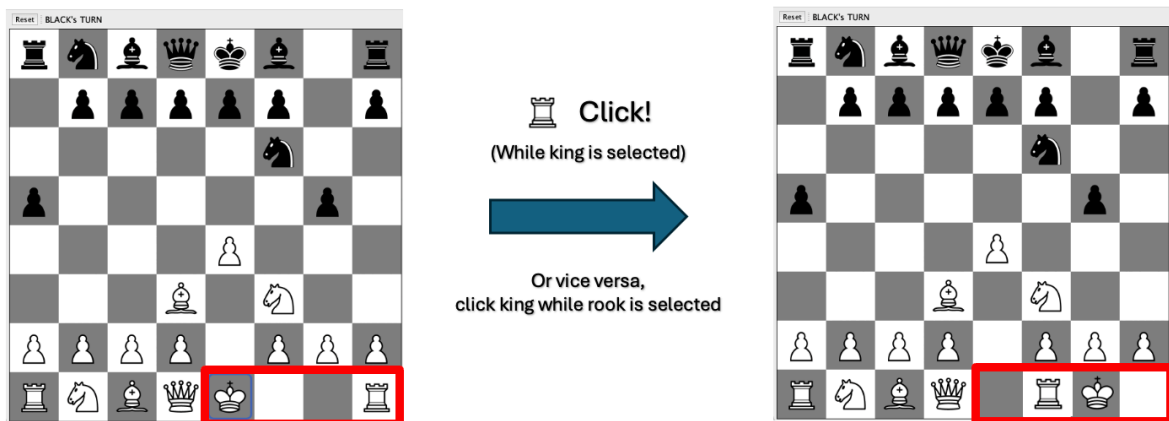 Reset BLACK's TURN
Click!
(While king is selected)
Or vice versa,
click king while rook is selected
Reset BLACK's TURN